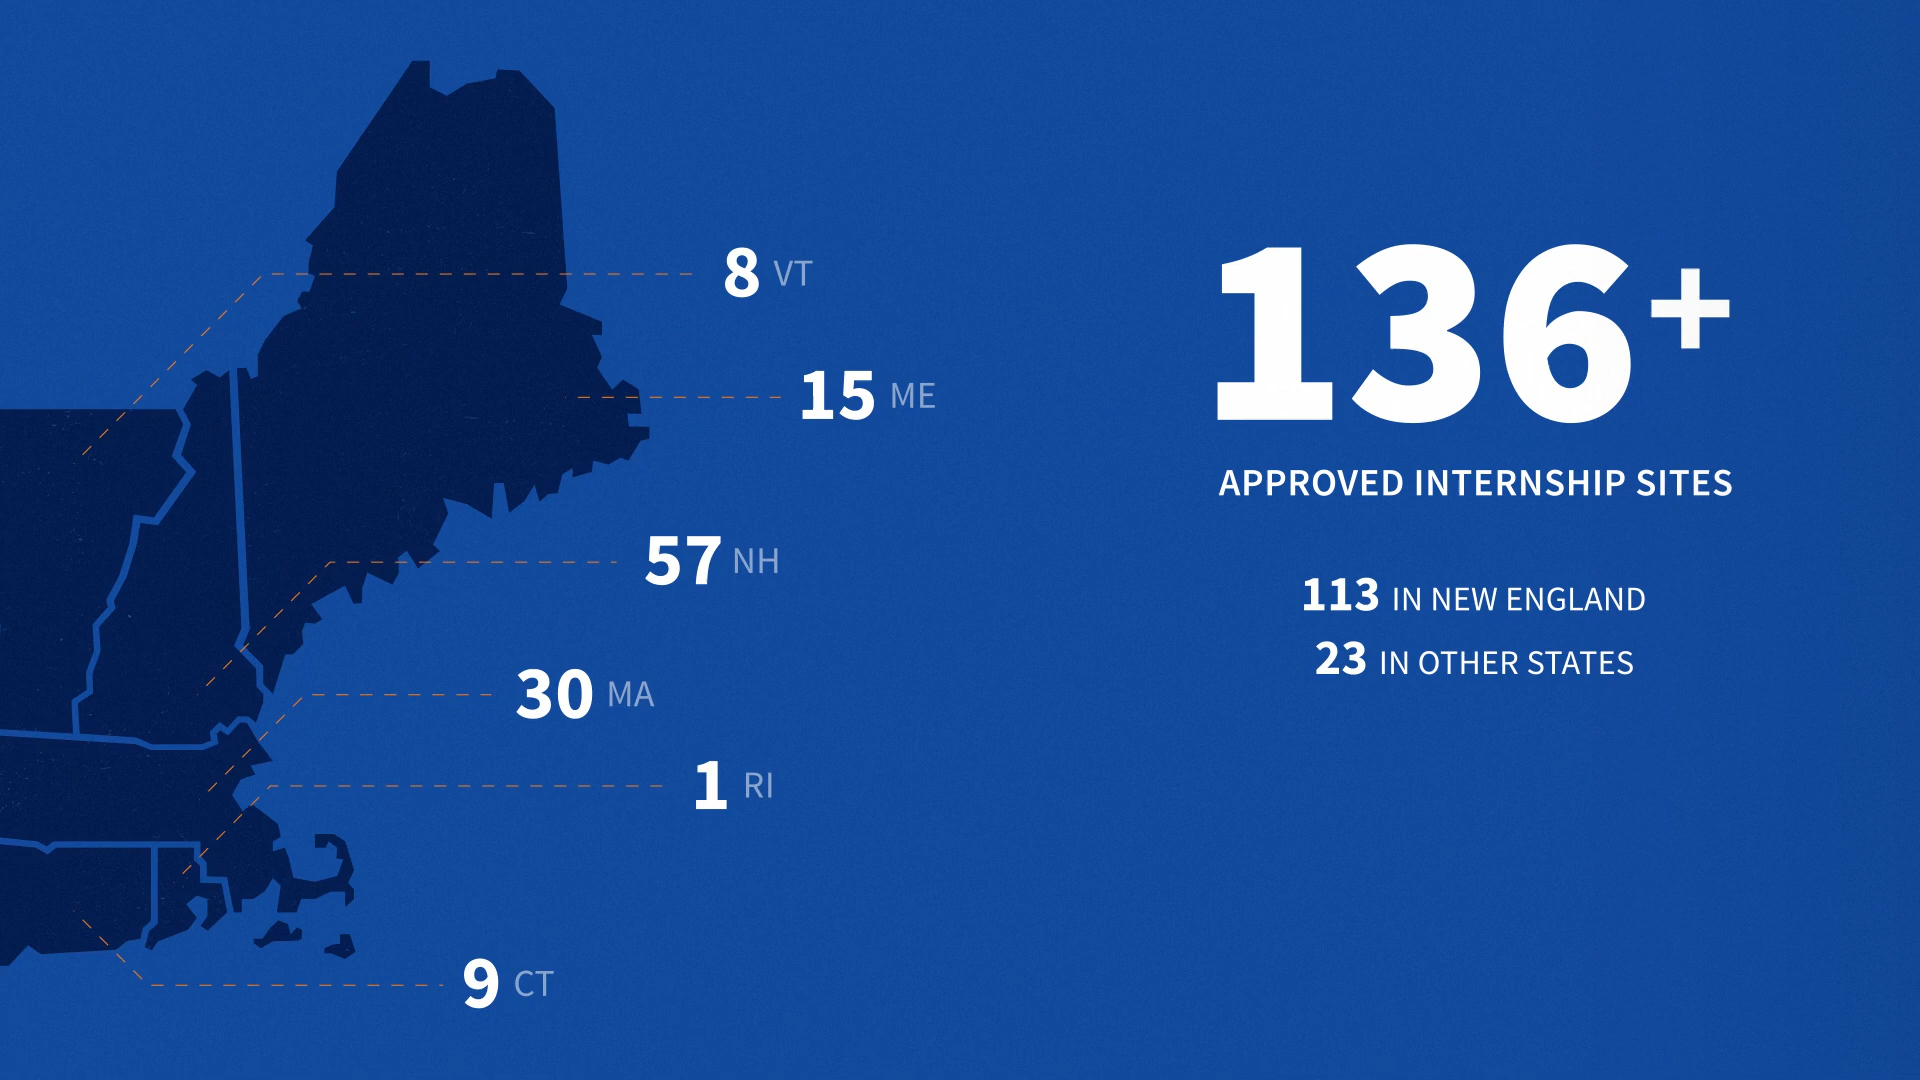 8 VT
15 ME
57 NH
30 MA
1 RI
9 CT
136+
APPROVED INTERNSHIP SITES
113 IN NEW ENGLAND
23 IN OTHER STATES